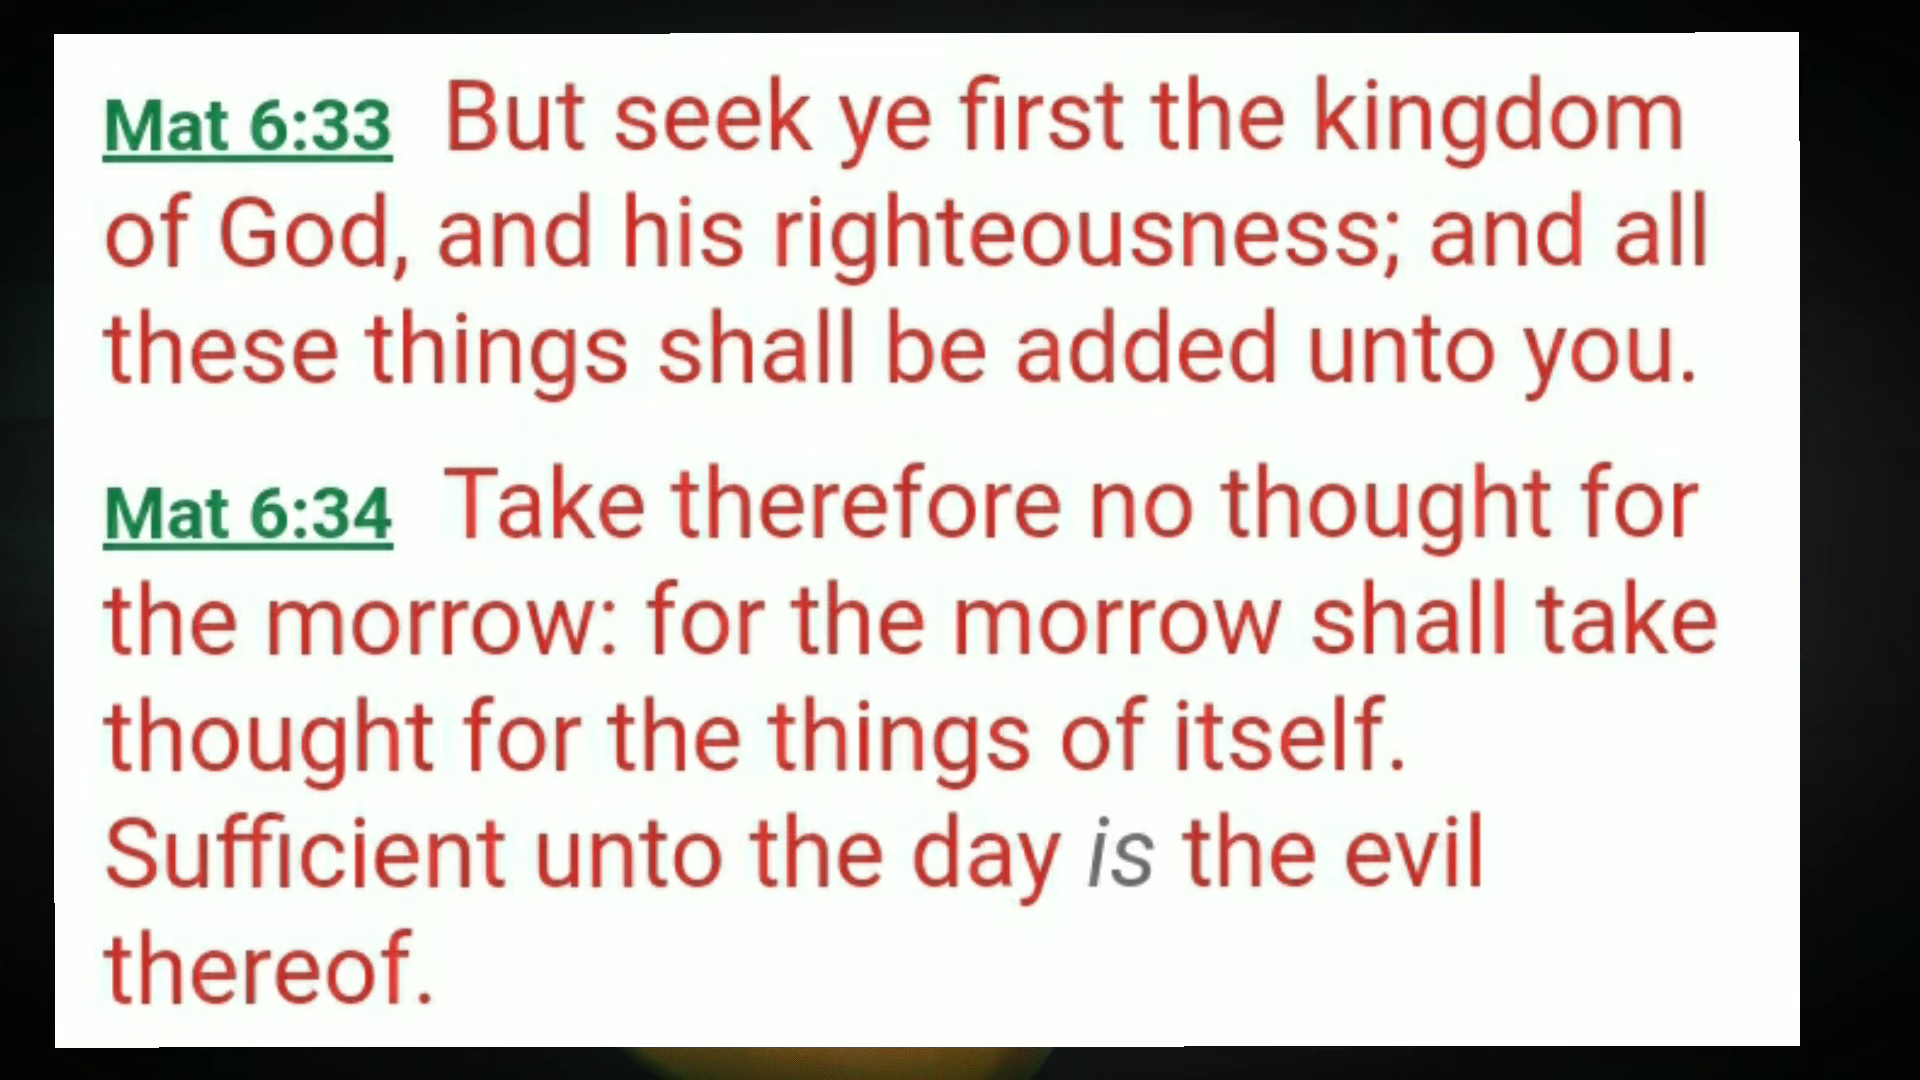 Mat 6:33 But seek ye first the kingdom
of God, and his righteousness; and all
these things shall be added unto you.
Mat 6:34 Take therefore no thought for
the morrow: for the morrow shall take
thought for the things of itself.
Sufficient unto the day is the evil
thereof.